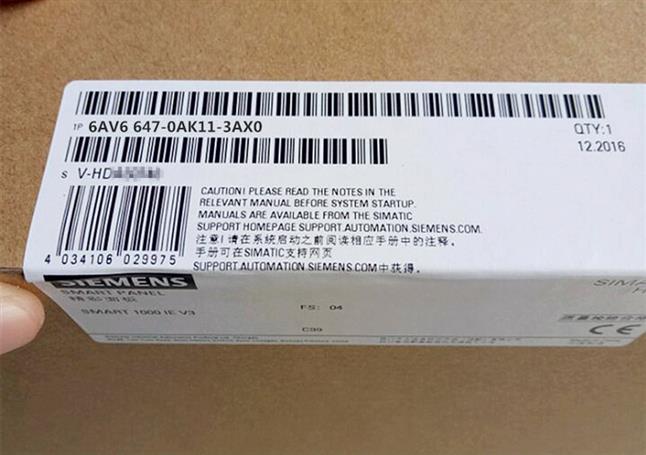 1P 6AV6 647-0AK11-3AX0
QTY:1
12.2016
S V-HD
CAUTION! PLEASE READ THE NOTES IN THE
RELEVANT MANUAL BEFORE SYSTEM STARTUP.
MANUALS ARE AVAILABLE FROM THE SIMATIC
SUPPORT HOMEPAGE SUPPORT.AUTOMATION.SIEMENS.COM.
注意!请在系统启动之前阅读相应手册中的注释。
手册可在SIMATIC支持网页
SUPPORT.AUTOMATION.SIEMENS.COM中获得。
4 034106 029975
SIEMENS
SMART PANEL
精彩面板
SMART 1000 IE V3
FS: 04
C99
CE